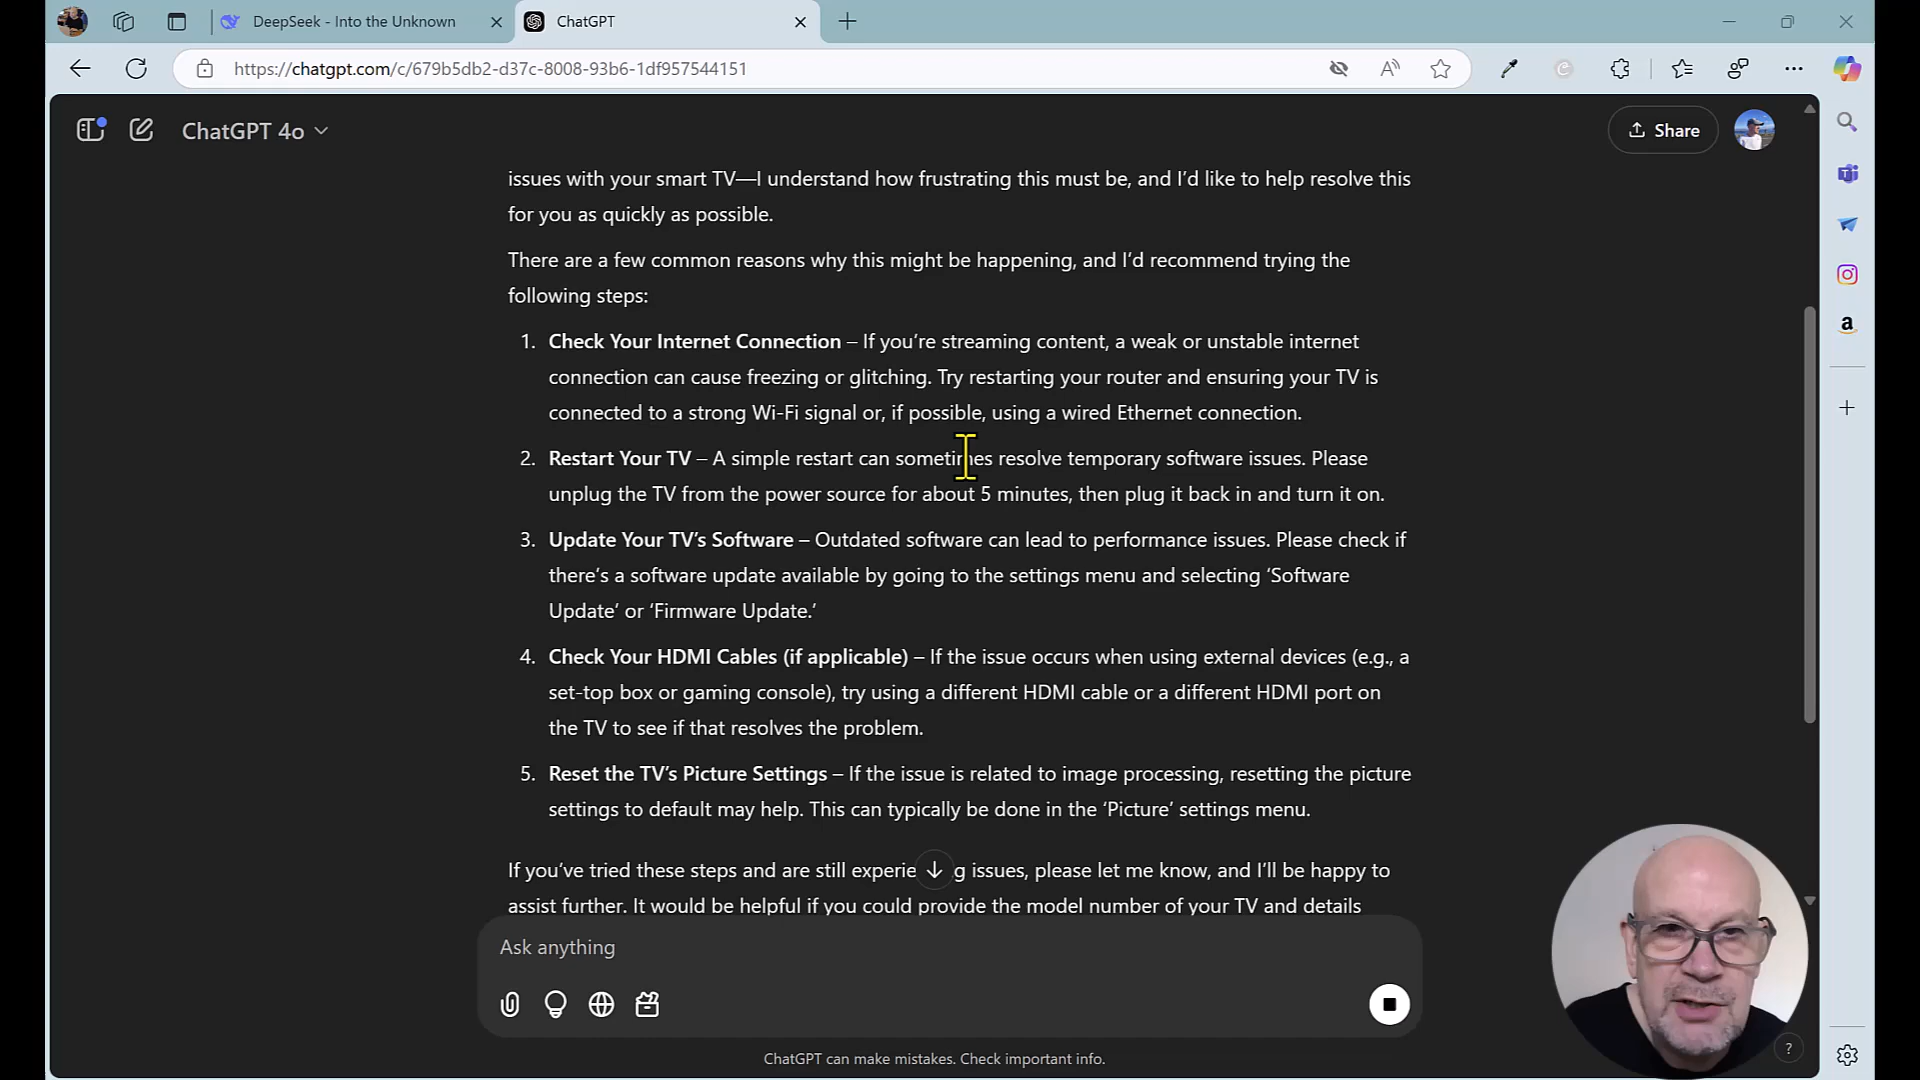 DeepSeek - Into the Unknown
ChatGPT
https://chatgpt.com/c/679b5db2-d37c-8008-93b6-1df957544151
ChatGPT 4o
Share
issues with your smart TV—I understand how frustrating this must be, and I’d like to help resolve this
for you as quickly as possible.
There are a few common reasons why this might be happening, and I’d recommend trying the
following steps:
1. Check Your Internet Connection – If you’re streaming content, a weak or unstable internet
connection can cause freezing or glitching. Try restarting your router and ensuring your TV is
connected to a strong Wi-Fi signal or, if possible, using a wired Ethernet connection.
2. Restart Your TV – A simple restart can sometimes resolve temporary software issues. Please
unplug the TV from the power source for about 5 minutes, then plug it back in and turn it on.
3. Update Your TV’s Software – Outdated software can lead to performance issues. Please check if
there’s a software update available by going to the settings menu and selecting ‘Software
Update’ or ‘Firmware Update.’
4. Check Your HDMI Cables (if applicable) – If the issue occurs when using external devices (e.g., a
set-top box or gaming console), try using a different HDMI cable or a different HDMI port on
the TV to see if that resolves the problem.
5. Reset the TV’s Picture Settings – If the issue is related to image processing, resetting the picture
settings to default may help. This can typically be done in the ‘Picture’ settings menu.
If you’ve tried these steps and are still experie g issues, please let me know, and I’ll be happy to
assist further. It would be helpful if you could provide the model number of your TV and details
Ask anything
ChatGPT can make mistakes. Check important info.
?